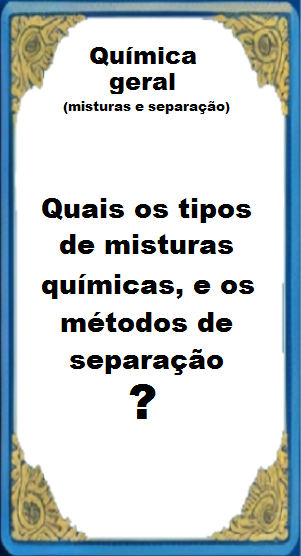 Química
geral
(misturas e separação)
Quais os tipos
de misturas
químicas, e os
métodos de
separação
?